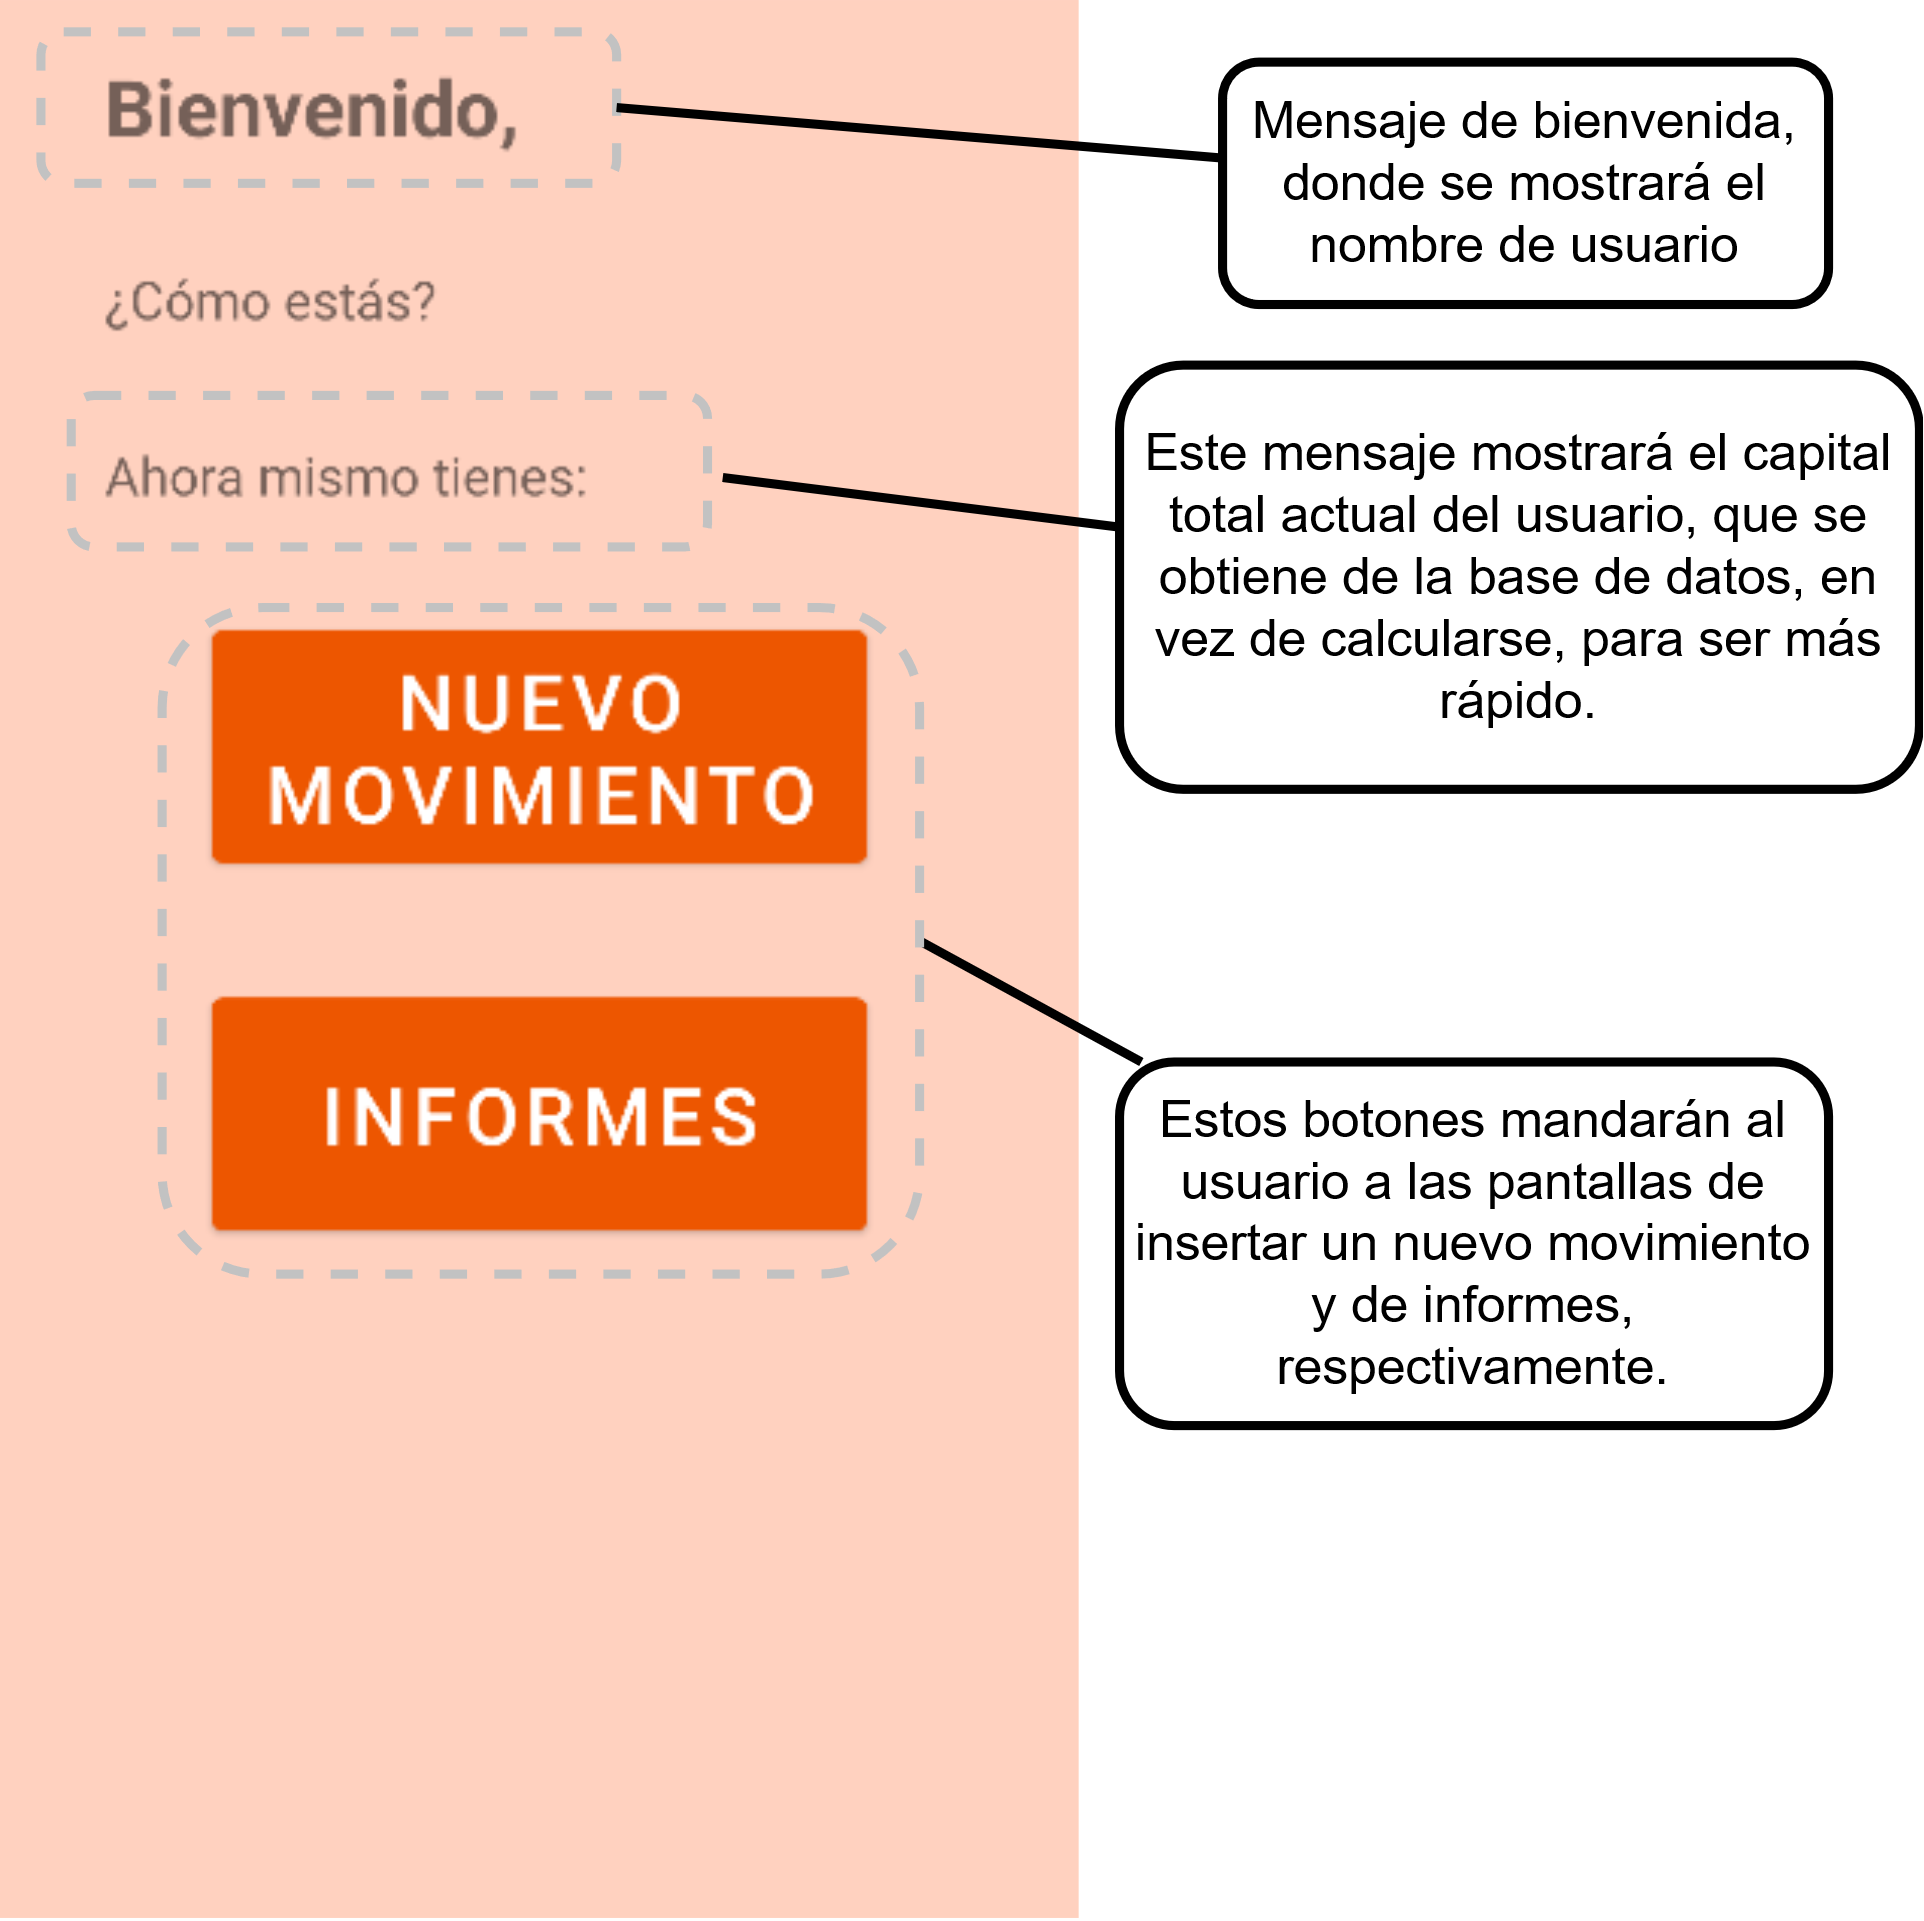 Bienvenido,
¿Cómo estás?
Ahora mismo tienes:
NUEVO
MOVIMIENTO
INFORMES
Mensaje de bienvenida,
donde se mostrará el
nombre de usuario
Este mensaje mostrará el capital
total actual del usuario, que se
obtiene de la base de datos, en
vez de calcularse, para ser más
rápido.
Estos botones mandarán al
usuario a las pantallas de
insertar un nuevo movimiento
y de informes,
respectivamente.